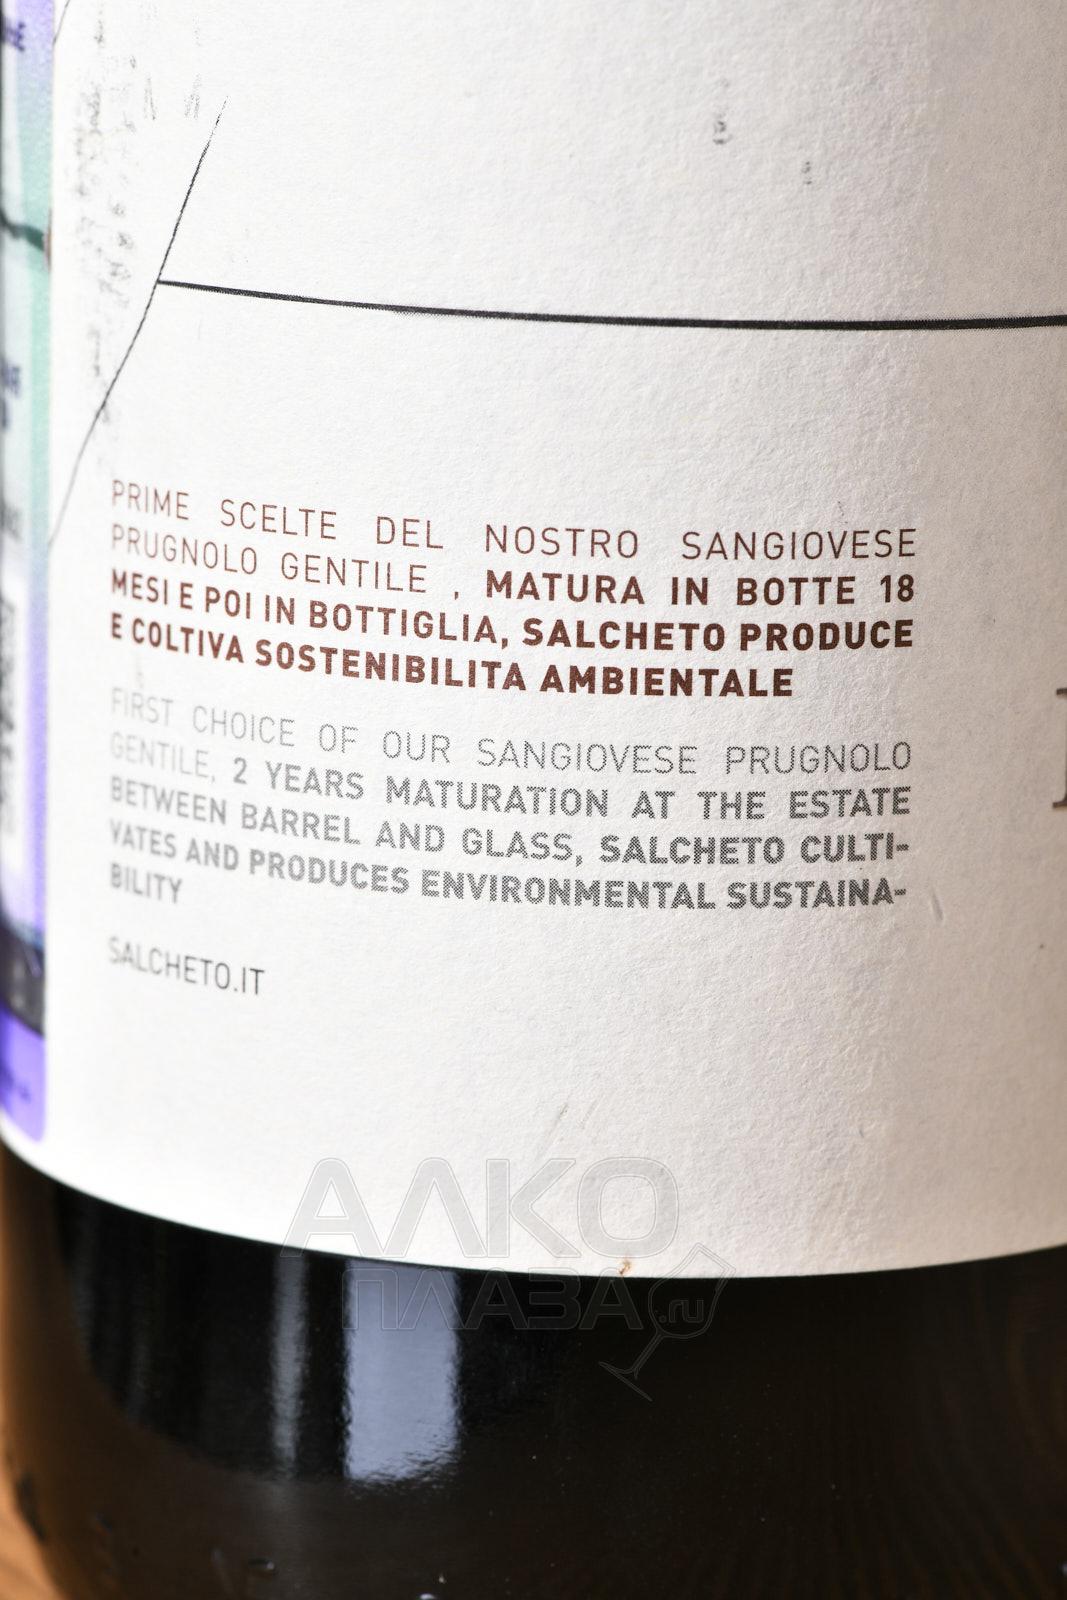 PRIME SCELTE DEL NOSTRO SANGIOVESE
PRUGNOLO GENTILE , MATURA IN BOTTE 18
MESI E POI IN BOTTIGLIA, SALCHETO PRODUCE
E COLTIVA SOSTENIBILITA AMBIENTALE
FIRST CHOICE OF OUR SANGIOVESE PRUGNOLO
GENTILE, 2 YEARS MATURATION AT THE ESTATE
BETWEEN BARREL AND GLASS, SALCHETO CULTI-
VATES AND PRODUCES ENVIRONMENTAL SUSTAINA-
BILITY
SALCHETO.IT
АЛКО
ПЛАЗА.ru